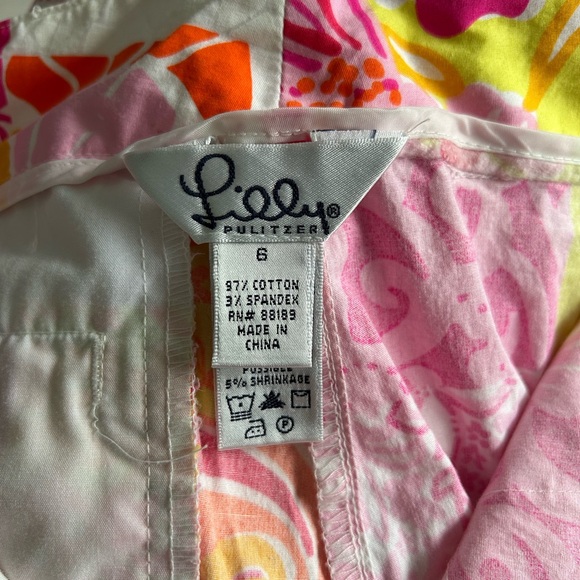 Lilly®
PULITZER
6
97% COTTON
3% SPANDEX
RN# 88189
MADE IN
CHINA
POSSIBLE
5% SHRINKAGE
P